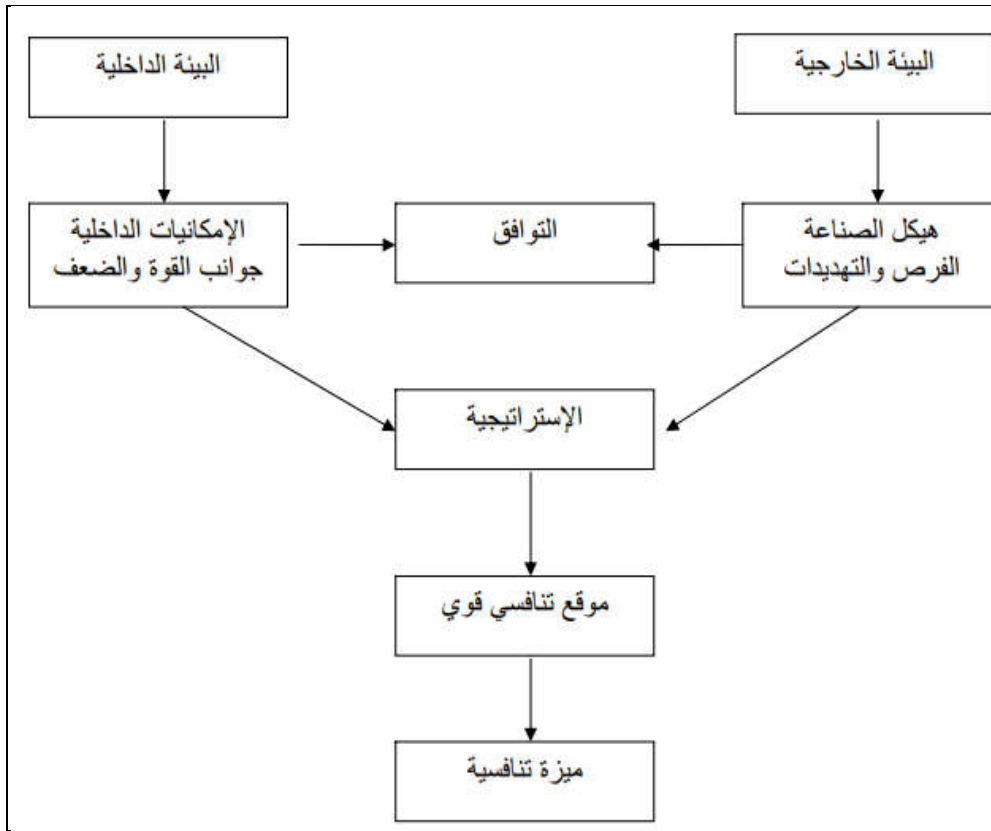 البيئة الخارجية
البيئة الداخلية
هيكل الصناعة
الفرص والتهديدات
التوافق
الإمكانيات الداخلية
جوانب القوة والضعف
الإستراتيجية
موقع تنافسي قوي
ميزة تنافسية